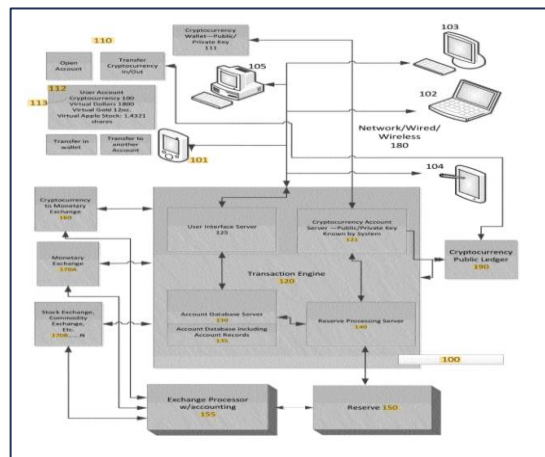 110
Cryptocurrency
Wallet—Public/
Private Key
111
103
Open
Account
Transfer
Cryptocurrency
In/Out
105
112
User Account
Cryptocurrency 100
Virtual Dollars 1800
Virtual Gold 12oz.
Virtual Apple Stock: 1.4321
shares
113
102
Network/Wired/
Wireless
180
Transfer in
wallet
Transfer to
another
Account
101
104
Cryptocurrency
to Monetary
Exchange
160
User Interface Server
125
Cryptocurrency Account
Server —Public/Private Key
Known by System
121
Cryptocurrency
Public Ledger
190
Monetary
Exchange
170A
Transaction Engine
120
Stock Exchange,
Commodity
Exchange,
Etc.
170B,... N
Account Database Server
130
Account Database Including
Account Records
135
Reserve Processing Server
140
100
Exchange Processor
w/accounting
155
Reserve 150